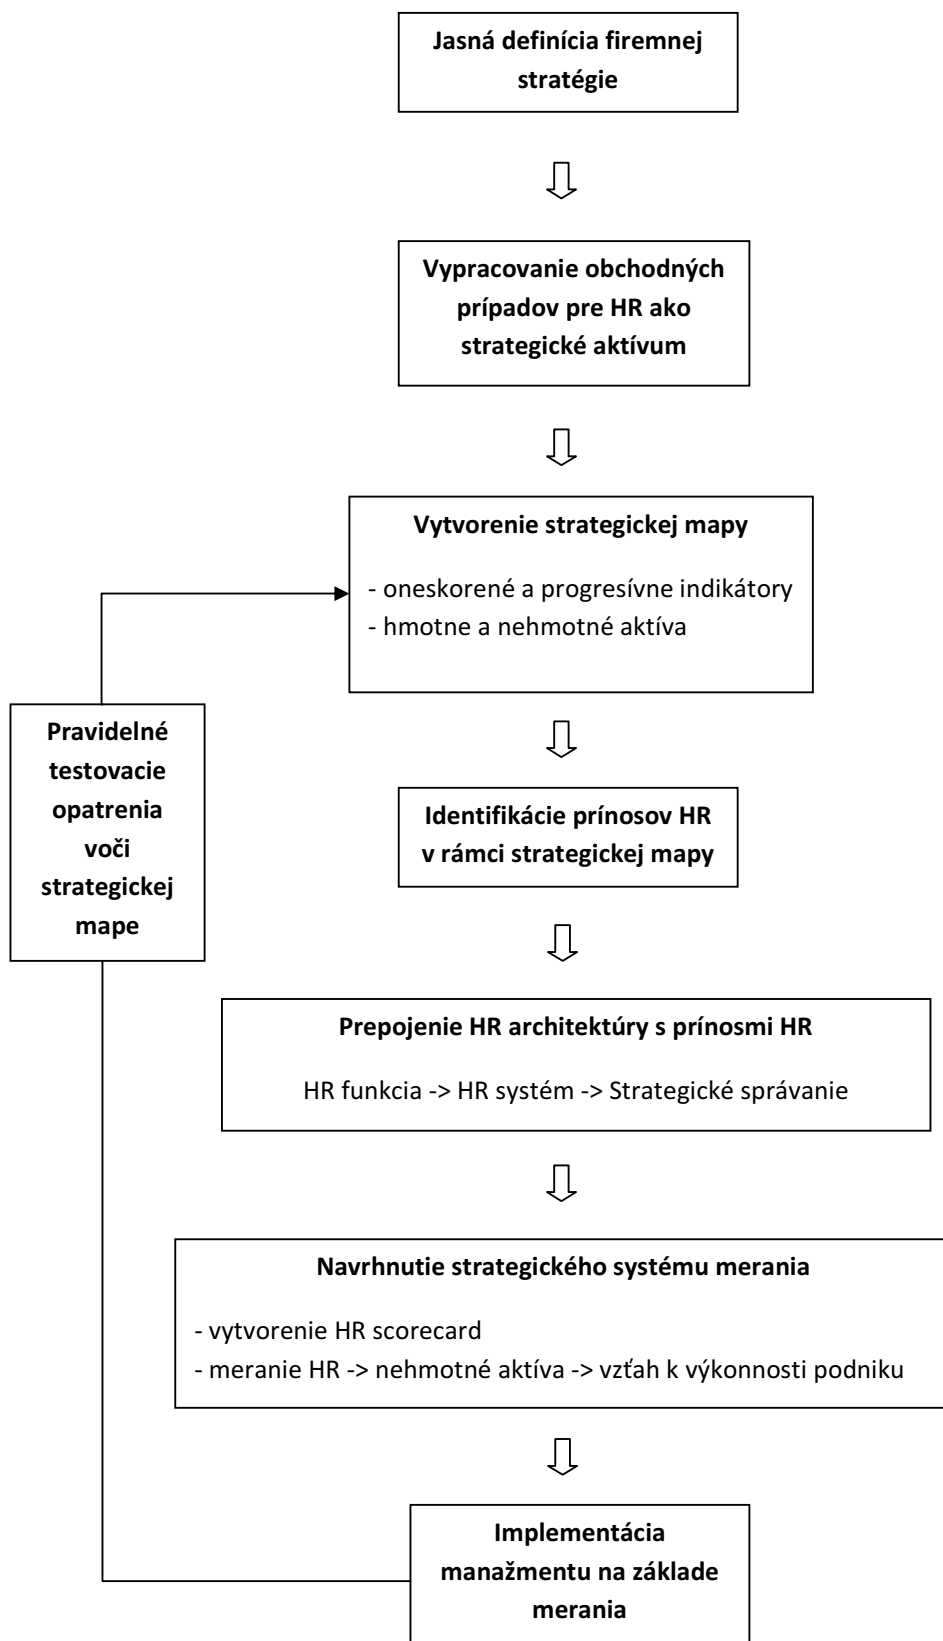 Jasná definícia firemnej
stratégie
Vypracovanie obchodných
prípadov pre HR ako
strategické aktívum
Vytvorenie strategickej mapy
- oneskorené a progresívne indikátory
- hmotne a nehmotné aktíva
Pravidelné
testovacie
opatrenia
voči
strategickej
mape
Identifikácie prínosov HR
v rámci strategickej mapy
Prepojenie HR architektúry s prínosmi HR
HR funkcia -> HR systém -> Strategické správanie
Navrhnutie strategického systému merania
- vytvorenie HR scorecard
- meranie HR -> nehmotné aktíva -> vzťah k výkonnosti podniku
Implementácia
manažmentu na základe
merania